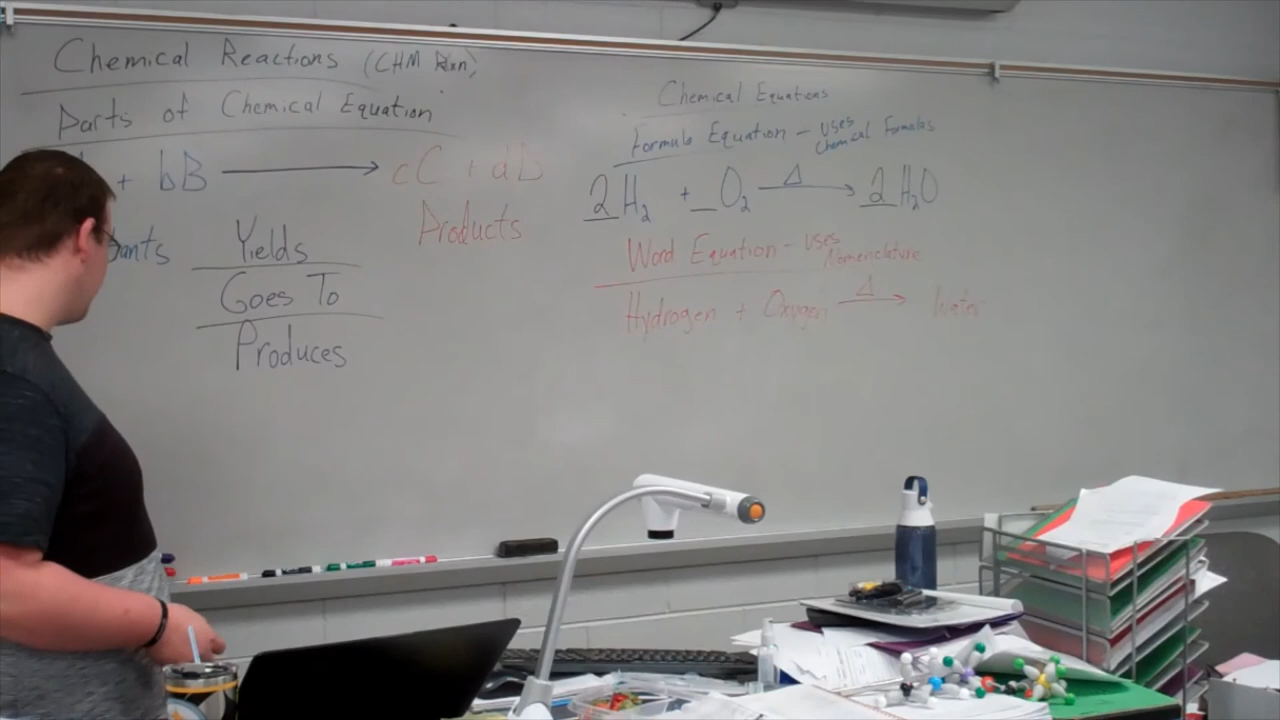 Chemical Reactions (CHM Rxn)
Parts of Chemical Equation
+ bB ⟶ cC + dD
tants
Products
Yields
Goes To
Produces
Chemical Equations
Formula Equation - uses Chemical Formulas
2 H₂ + _ O₂ —Δ→ 2 H₂O
Word Equation - uses Nomenclature
Hydrogen + Oxygen —Δ→ Water